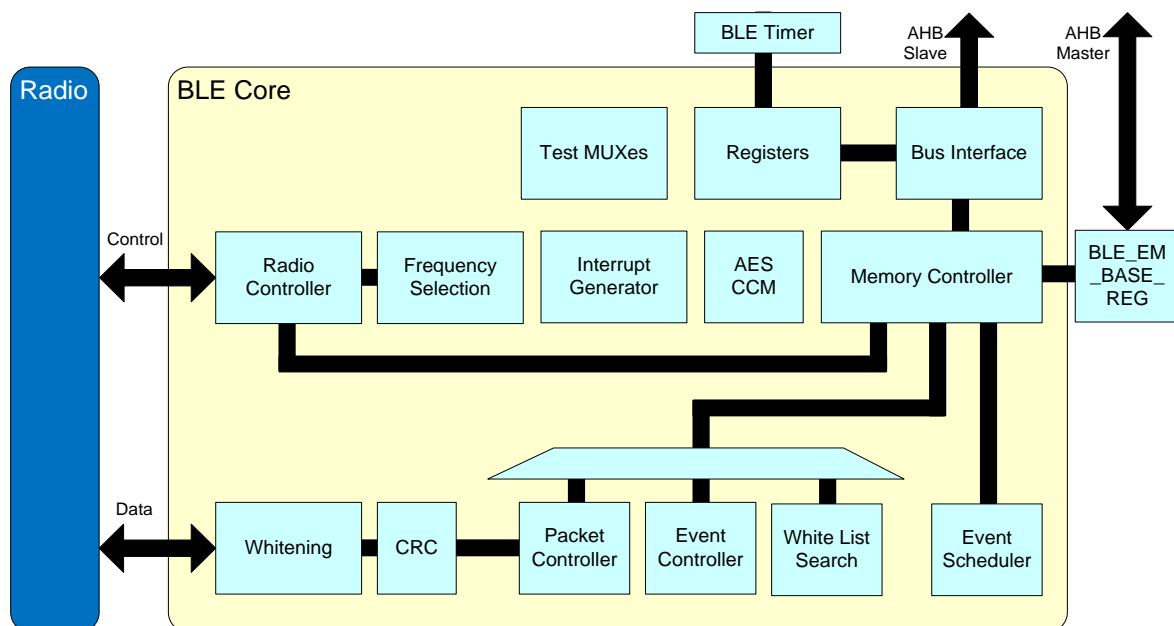 BLE Timer
AHB
Slave
AHB
Master
Radio
BLE Core
Test MUXes
Registers
Bus Interface
Control
Radio
Controller
Frequency
Selection
Interrupt
Generator
AES
CCM
Memory Controller
BLE_EM
_BASE_
REG
Data
Whitening
CRC
Packet
Controller
Event
Controller
White List
Search
Event
Scheduler